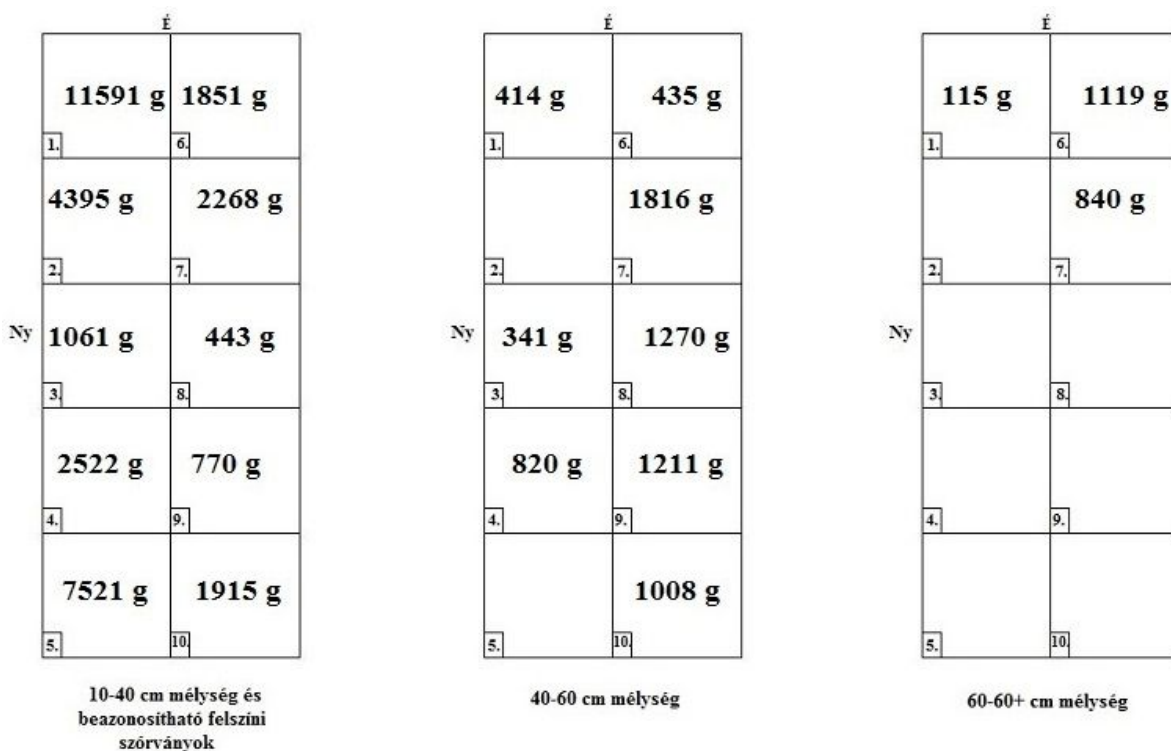 É
11591 g 1851 g
1. 6.
4395 g 2268 g
2. 7.
Ny
1061 g 443 g
3. 8.
2522 g 770 g
4. 9.
7521 g 1915 g
5. 10.
10-40 cm mélység és
beazonosítható felszíni
szórványok
É
414 g 435 g
1. 6.
1816 g
2. 7.
Ny
341 g 1270 g
3. 8.
820 g 1211 g
4. 9.
1008 g
5. 10.
40-60 cm mélység
É
115 g 1119 g
1. 6.
840 g
2. 7.
Ny
3. 8.
4. 9.
5. 10.
60-60+ cm mélység